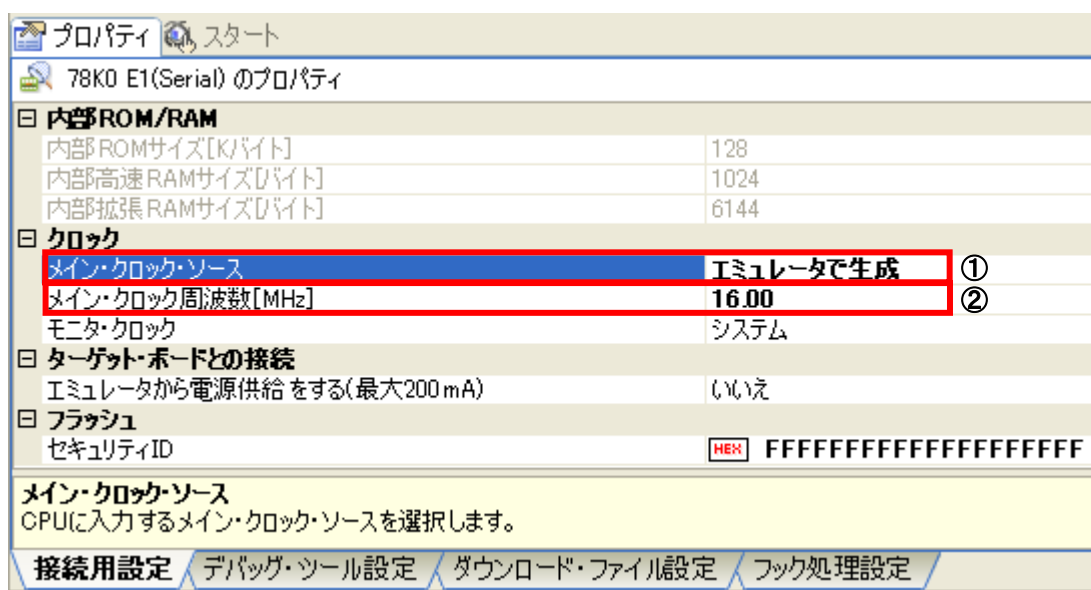 プロパティ スタート
78K0 E1(Serial) のプロパティ
内部ROM/RAM
内部ROMサイズ[Kバイト] 128
内部高速RAMサイズ[バイト] 1024
内部拡張RAMサイズ[バイト] 6144
クロック
メイン・クロック・ソース エミュレータで生成 ①
メイン・クロック周波数[MHz] 16.00 ②
モニタ・クロック システム
ターゲット・ボードとの接続
エミュレータから電源供給をする(最大200mA) いいえ
フラッシュ
セキュリティID HEX FFFFFFFFFFFFFFFFFFFF
メイン・クロック・ソース
CPUに入力するメイン・クロック・ソースを選択します。
接続用設定 デバッグ・ツール設定 ダウンロード・ファイル設定 フック処理設定